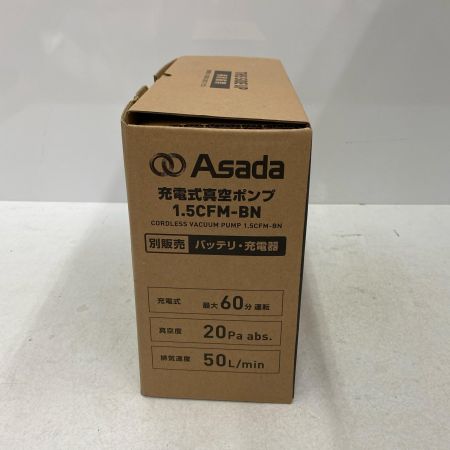 Asada
充電式真空ポンプ
1.5CFM-BN
CORDLESS VACUUM PUMP 1.5CFM-BN
別販売 バッテリ・充電器
充電式 最大60分運転
真空度 20Pa abs.
排気速度 50L/min